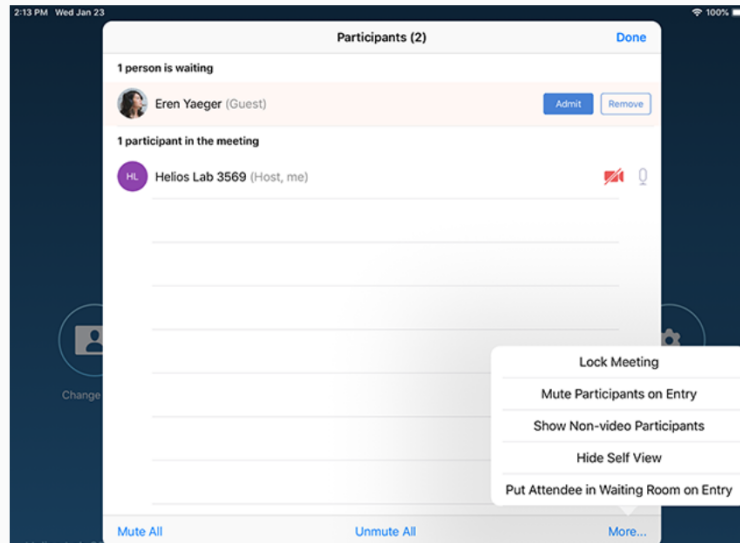 2:13 PM Wed Jan 23
100%
Participants (2)
Done
1 person is waiting
Eren Yaeger (Guest)
Admit
Remove
1 participant in the meeting
HL
Helios Lab 3569 (Host, me)
Change
Lock Meeting
Mute Participants on Entry
Show Non-video Participants
Hide Self View
Put Attendee in Waiting Room on Entry
Mute All
Unmute All
More...